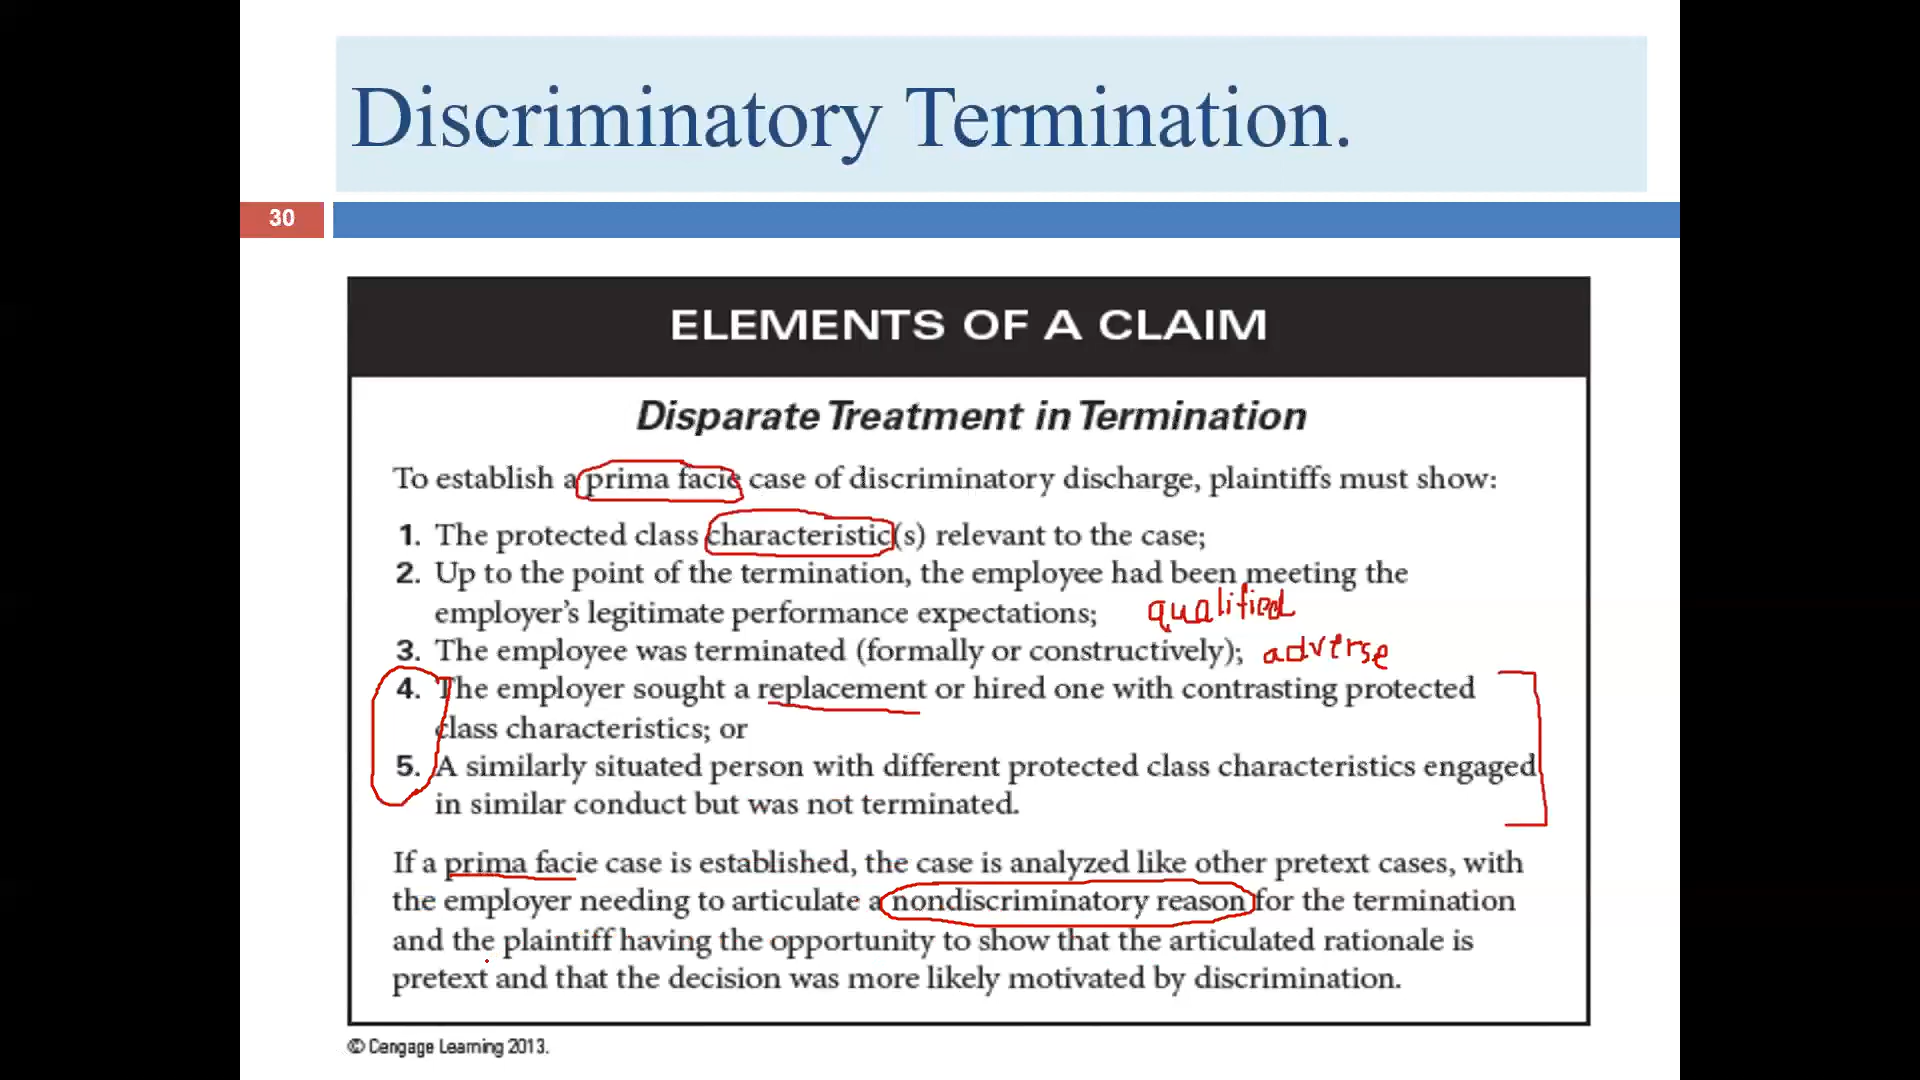 Discriminatory Termination.
30
ELEMENTS OF A CLAIM
Disparate Treatment in Termination
To establish a prima facie case of discriminatory discharge, plaintiffs must show:
1. The protected class characteristic(s) relevant to the case;
2. Up to the point of the termination, the employee had been meeting the
employer's legitimate performance expectations; qualified
3. The employee was terminated (formally or constructively); adverse
4. The employer sought a replacement or hired one with contrasting protected
class characteristics; or
5. A similarly situated person with different protected class characteristics engaged
in similar conduct but was not terminated.
If a prima facie case is established, the case is analyzed like other pretext cases, with
the employer needing to articulate a nondiscriminatory reason for the termination
and the plaintiff having the opportunity to show that the articulated rationale is
pretext and that the decision was more likely motivated by discrimination.
© Cengage Learning 2013.